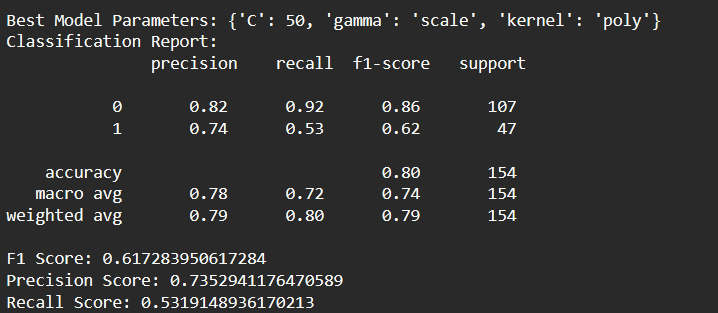 Best Model Parameters: {'C': 50, 'gamma': 'scale', 'kernel': 'poly'}
Classification Report:
precision recall f1-score support
0 0.82 0.92 0.86 107
1 0.74 0.53 0.62 47
accuracy 0.80 154
macro avg 0.78 0.72 0.74 154
weighted avg 0.79 0.80 0.79 154
F1 Score: 0.617283950617284
Precision Score: 0.7352941176470589
Recall Score: 0.5319148936170213